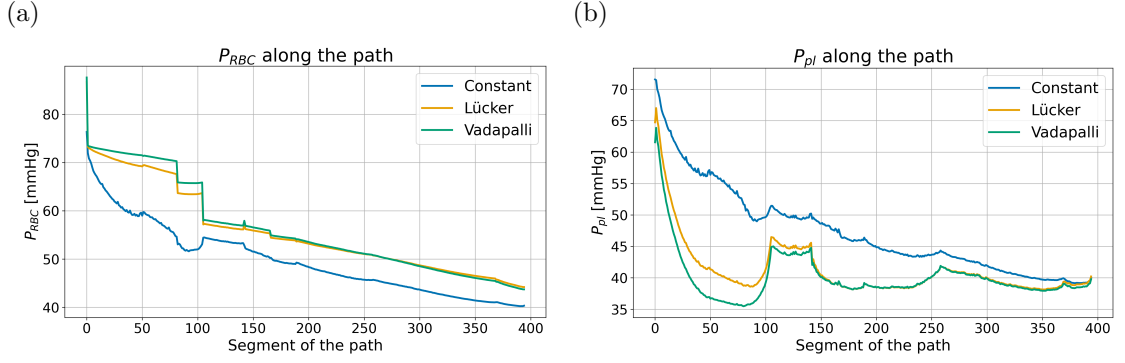 (a)
P_RBC along the path
P_RBC [mmHg]
80
70
60
50
40
0 50 100 150 200 250 300 350 400
Segment of the path
Constant
Lücker
Vadapalli
(b)
P_pl along the path
P_pl [mmHg]
70
65
60
55
50
45
40
35
0 50 100 150 200 250 300 350 400
Segment of the path
Constant
Lücker
Vadapalli